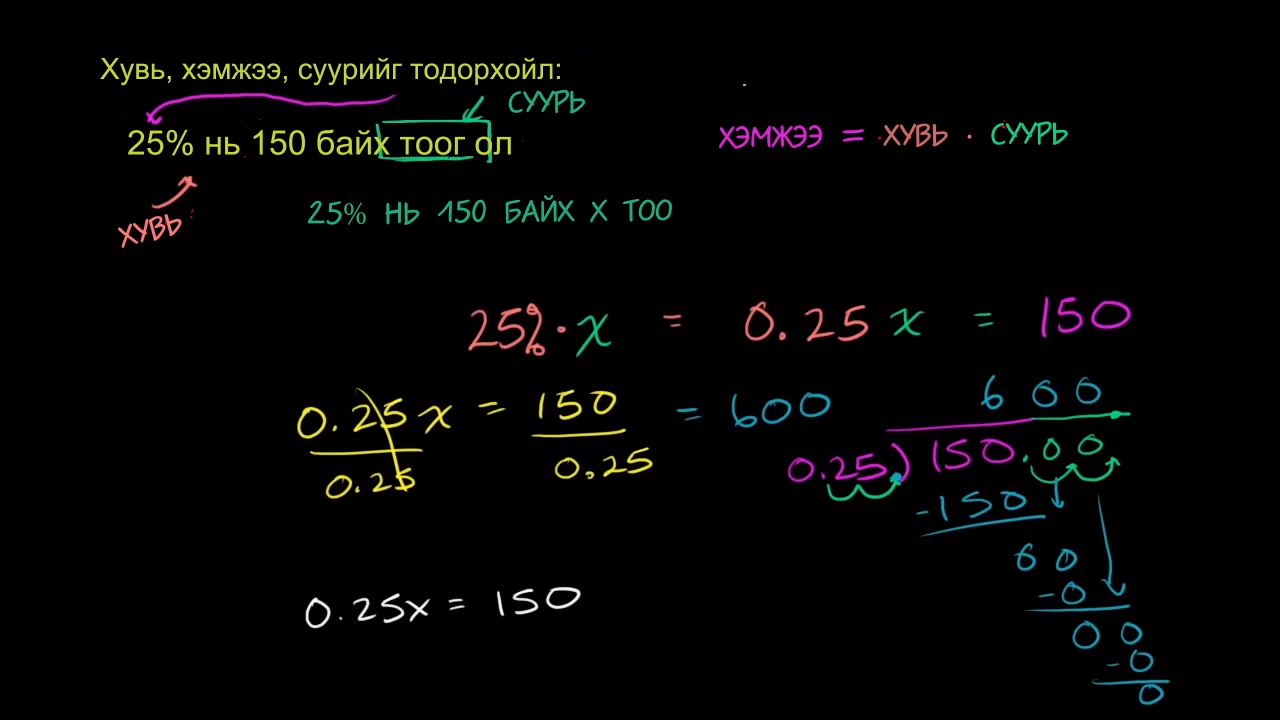 Хувь, хэмжээ, суурийг тодорхойл:
СУУРЬ
25% нь 150 байх тоог ол
ХЭМЖЭЭ = ХУВЬ · СУУРЬ
ХУВЬ
25% НЬ 150 БАЙХ X ТОО
25% · x = 0.25 x = 150
0.25x / 0.25 = 150 / 0.25 = 600
600
0.25) 150.00
-150
60
-0
00
-0
0
0.25x = 150